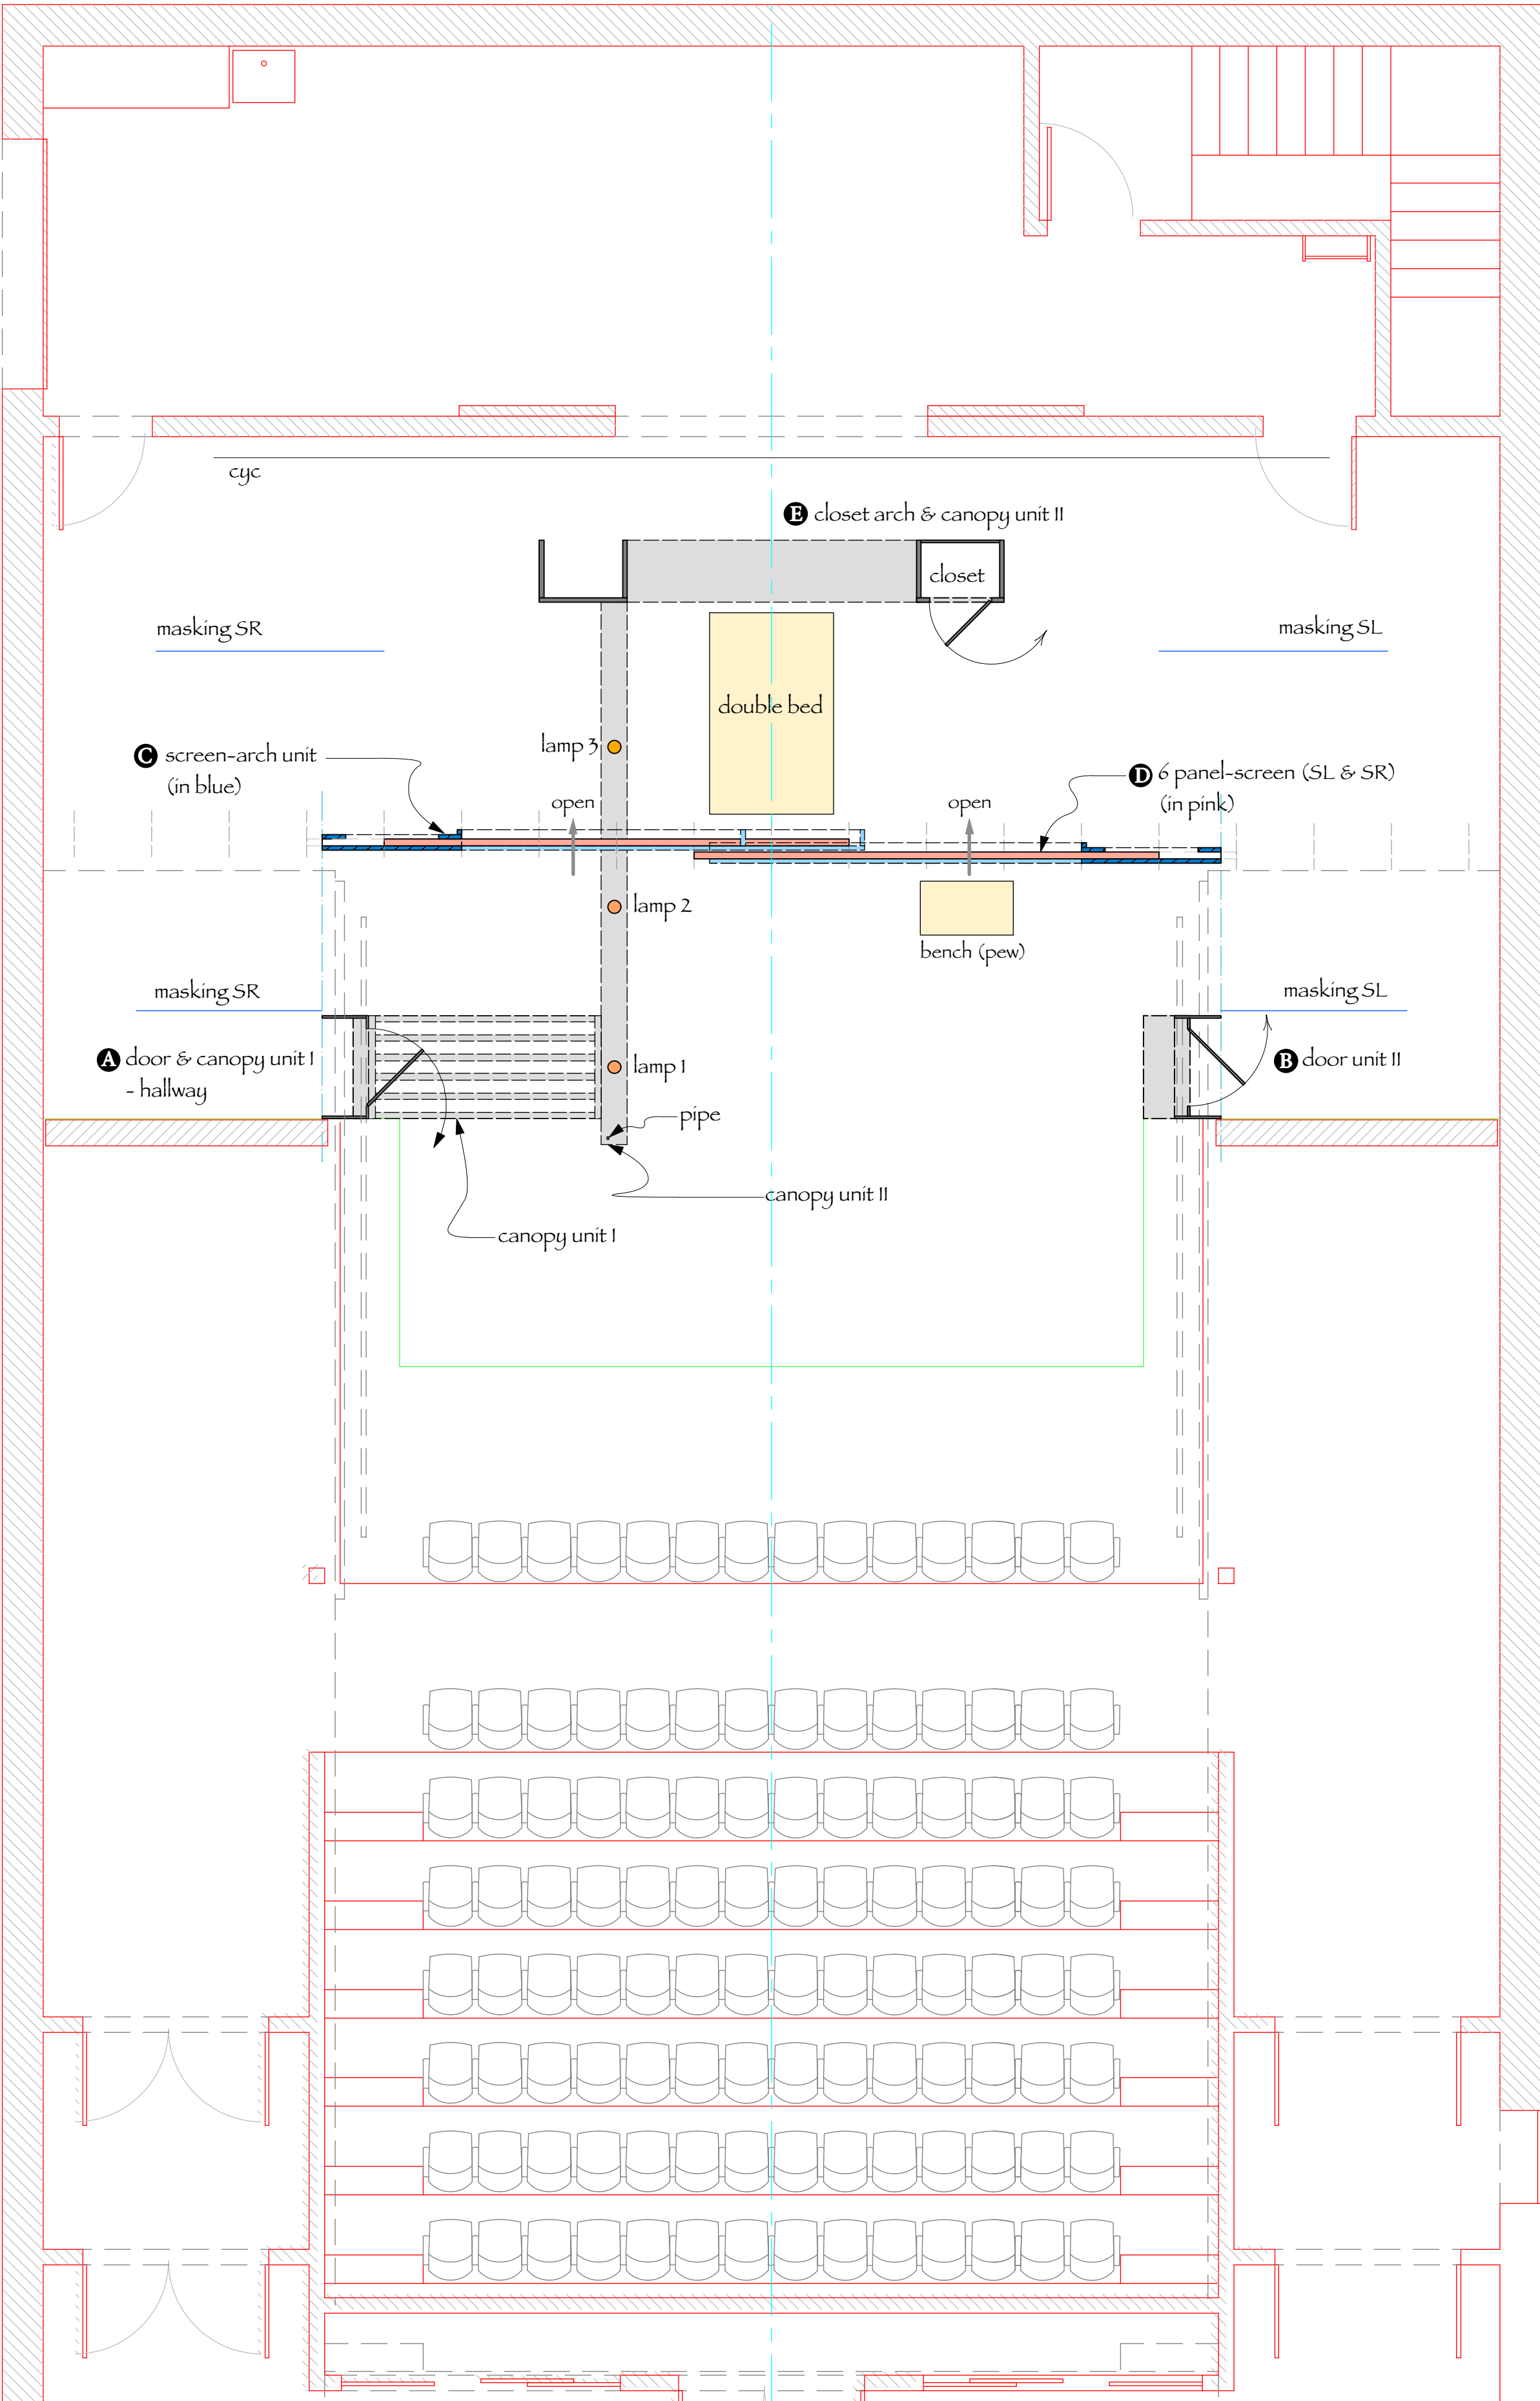 cyc
E closet arch & canopy unit II
closet
masking SR
masking SL
double bed
lamp 3
C screen-arch unit
(in blue)
D 6 panel-screen (SL & SR)
(in pink)
open
open
lamp 2
bench (pew)
masking SR
masking SL
A door & canopy unit I
- hallway
lamp 1
B door unit II
pipe
canopy unit II
canopy unit I